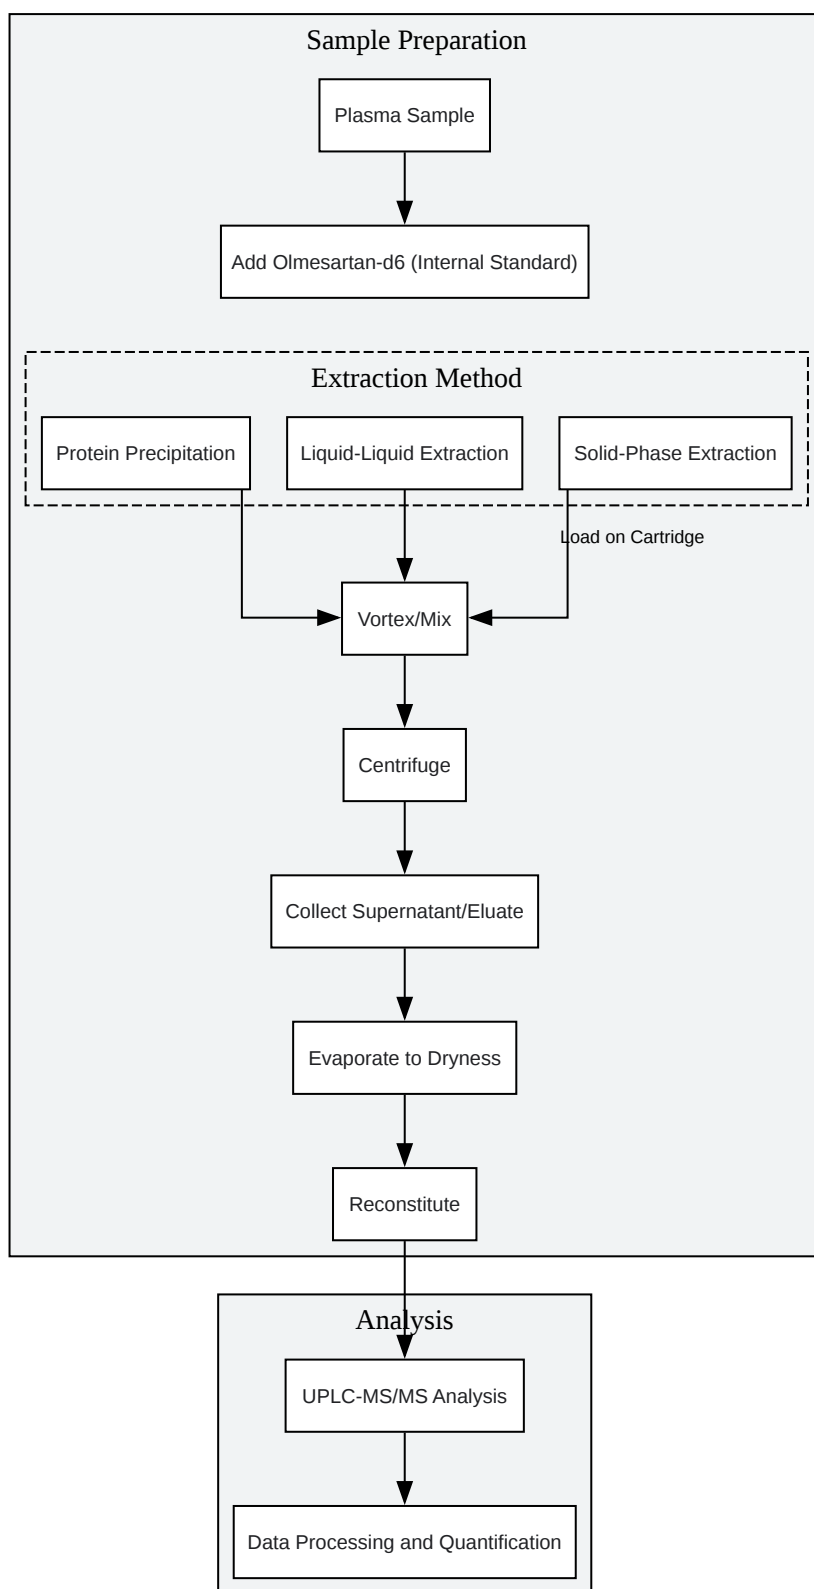 Sample Preparation
Plasma Sample
Add Olmesartan-d6 (Internal Standard)
Extraction Method
Protein Precipitation
Liquid-Liquid Extraction
Solid-Phase Extraction
Load on Cartridge
Vortex/Mix
Centrifuge
Collect Supernatant/Eluate
Evaporate to Dryness
Reconstitute
Analysis
UPLC-MS/MS Analysis
Data Processing and Quantification